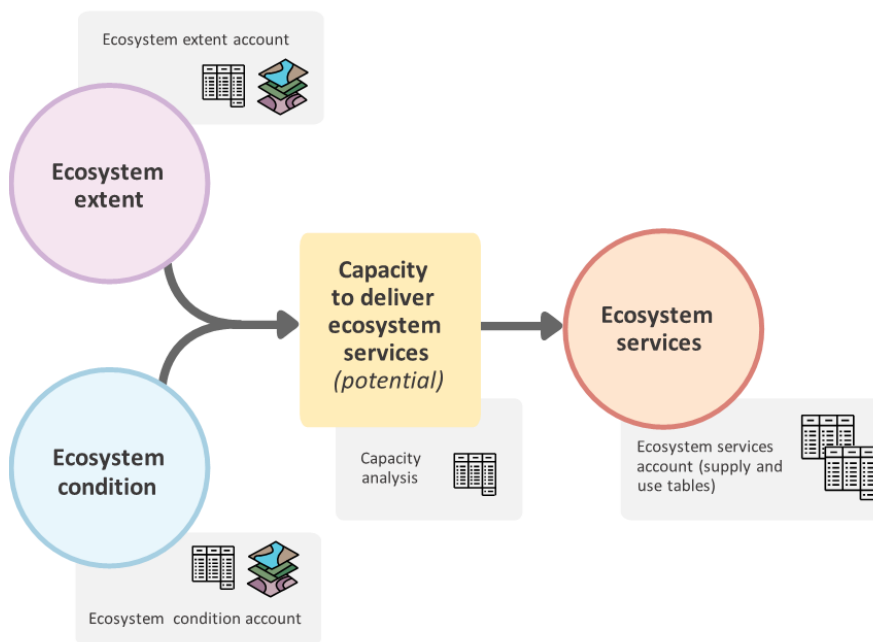 Ecosystem extent account
Ecosystem
extent
Capacity
to deliver
ecosystem
services
(potential)
Ecosystem
services
Ecosystem
condition
Capacity
analysis
Ecosystem services
account (supply and
use tables)
Ecosystem condition account